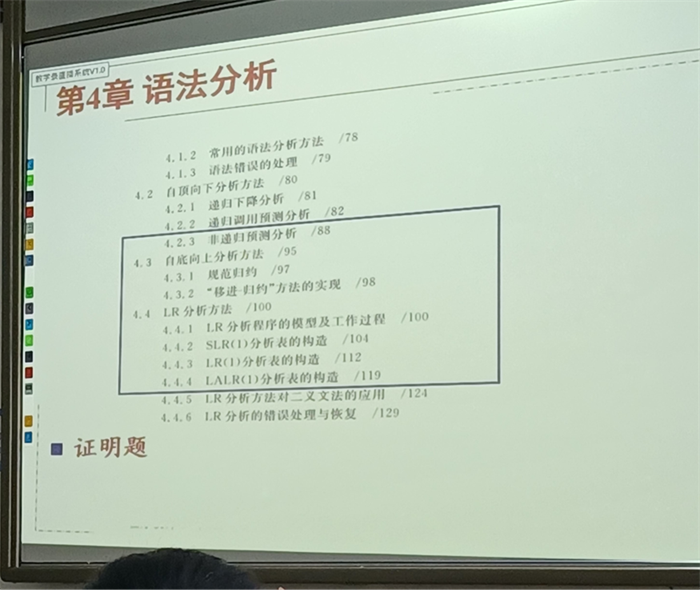 教学录直播系统V1.0
第4章 语法分析
4.1.2 常用的语法分析方法 /78
4.1.3 语法错误的处理 /79
4.2 自顶向下分析方法 /80
4.2.1 递归下降分析 /81
4.2.2 递归调用预测分析 /82
4.2.3 非递归预测分析 /88
4.3 自底向上分析方法 /95
4.3.1 规范归约 /97
4.3.2 “移进-归约”方法的实现 /98
4.4 LR分析方法 /100
4.4.1 LR分析程序的模型及工作过程 /100
4.4.2 SLR(1)分析表的构造 /104
4.4.3 LR(1)分析表的构造 /112
4.4.4 LALR(1)分析表的构造 /119
4.4.5 LR分析方法对二义文法的应用 /124
4.4.6 LR分析的错误处理与恢复 /129
证明题